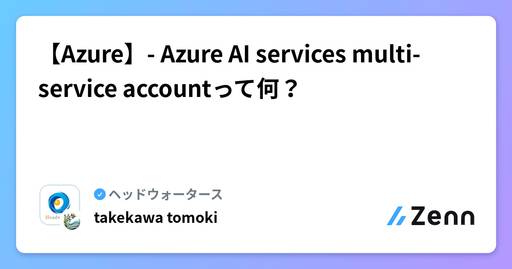 【Azure】- Azure AI services multi-
service accountって何？
ヘッドウォータース
takekawa tomoki
Zenn